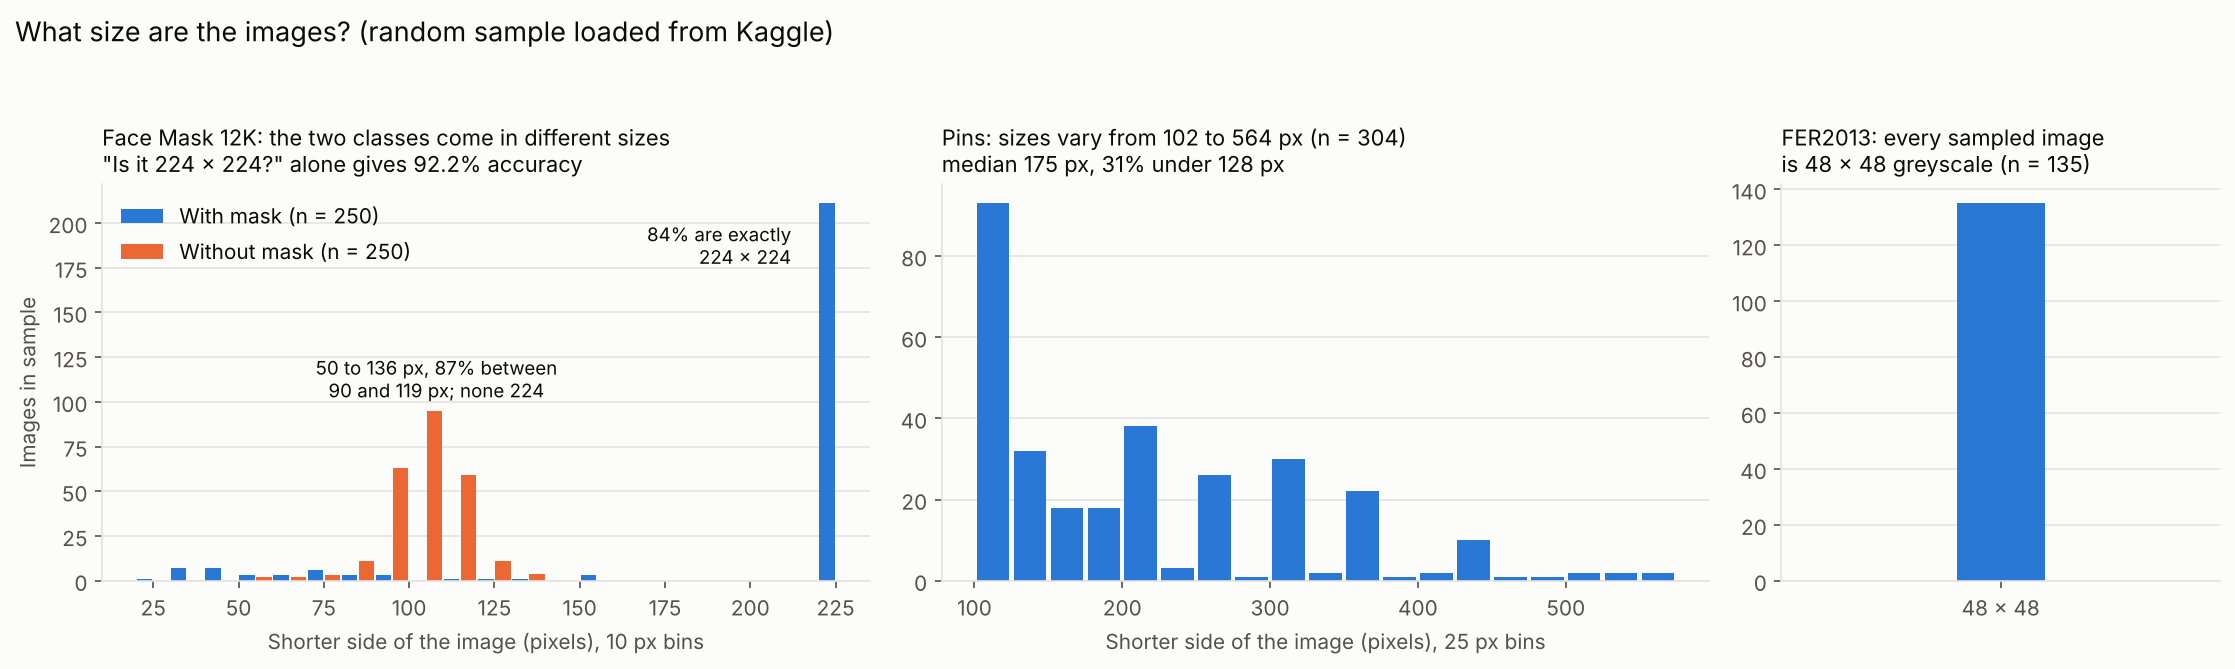 What size are the images? (random sample loaded from Kaggle)
Face Mask 12K: the two classes come in different sizes
"Is it 224 × 224?" alone gives 92.2% accuracy
With mask (n = 250)
Without mask (n = 250)
84% are exactly
224 × 224
50 to 136 px, 87% between
90 and 119 px; none 224
Images in sample
200
175
150
125
100
75
50
25
0
25 50 75 100 125 150 175 200 225
Shorter side of the image (pixels), 10 px bins
Pins: sizes vary from 102 to 564 px (n = 304)
median 175 px, 31% under 128 px
80
60
40
20
0
100 200 300 400 500
Shorter side of the image (pixels), 25 px bins
FER2013: every sampled image
is 48 × 48 greyscale (n = 135)
140
120
100
80
60
40
20
0
48 × 48